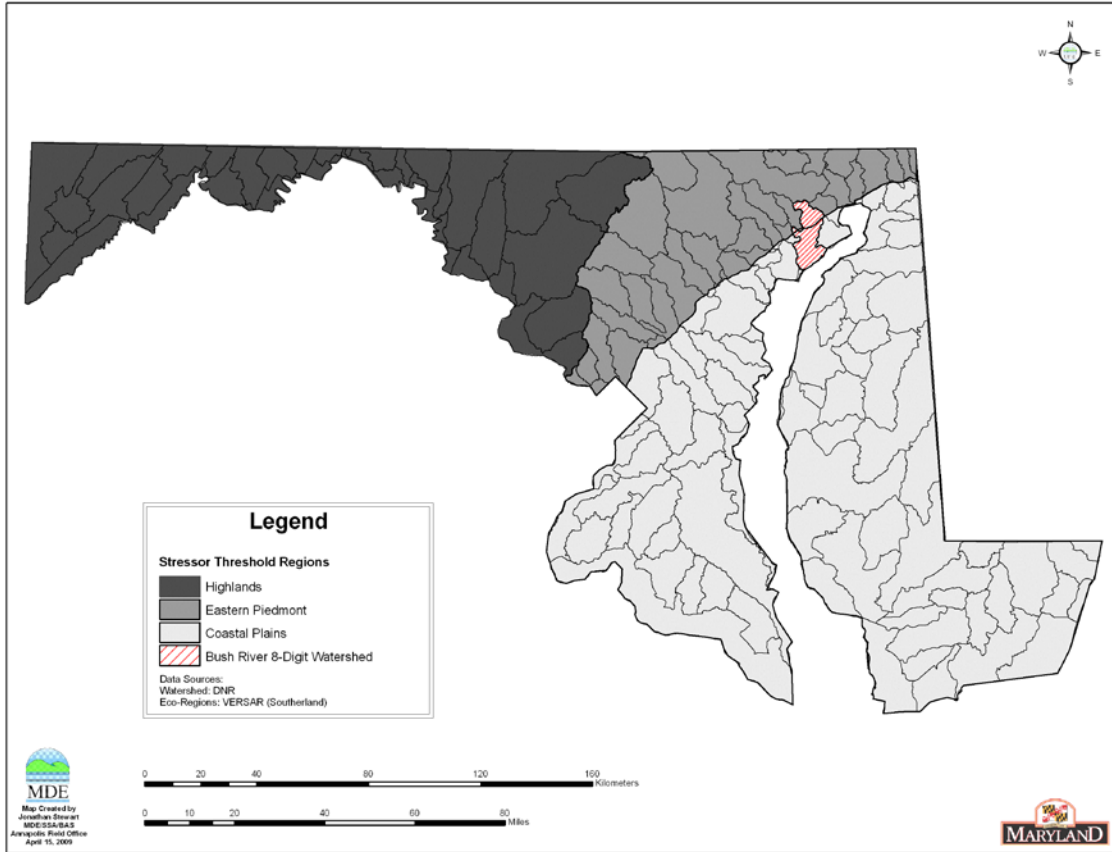 N
W E
S
Legend
Stressor Threshold Regions
Highlands
Eastern Piedmont
Coastal Plains
Bush River 8-Digit Watershed
Data Sources:
Watershed: DNR
Eco-Regions: VERSAR (Southerland)
0 20 40 80 120 160
Kilometers
0 10 20 40 60 80
Miles
MDE
Map Created by
Jonathan Stewart
MDE/SSA/BAS
Annapolis Field Office
April 15, 2009
MARYLAND